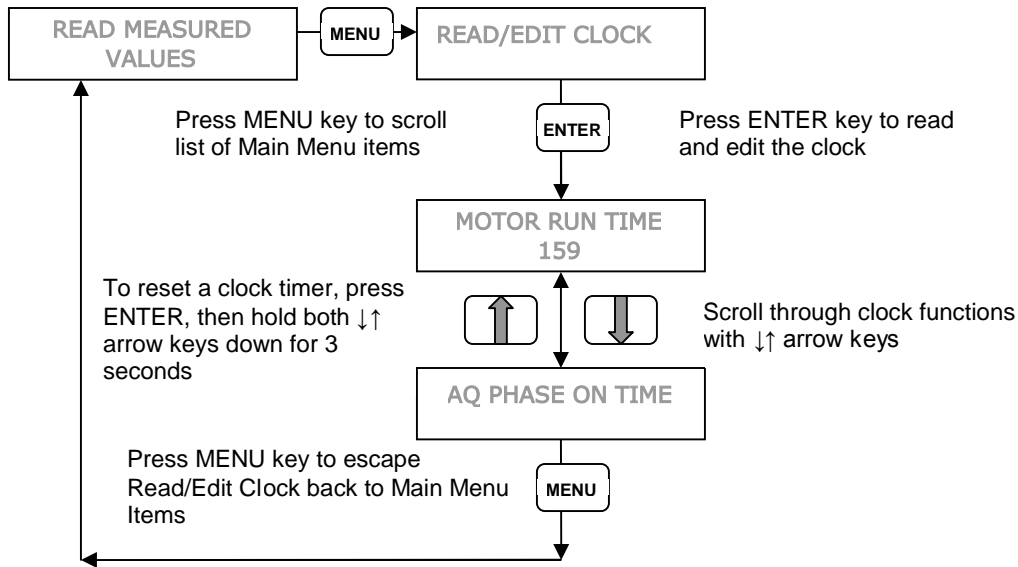 READ MEASURED
VALUES
MENU
READ/EDIT CLOCK
Press MENU key to scroll
list of Main Menu items
ENTER
Press ENTER key to read
and edit the clock
MOTOR RUN TIME
159
To reset a clock timer, press
ENTER, then hold both ↓↑
arrow keys down for 3
seconds
Scroll through clock functions
with ↓↑ arrow keys
AQ PHASE ON TIME
Press MENU key to escape
Read/Edit Clock back to Main Menu
Items
MENU